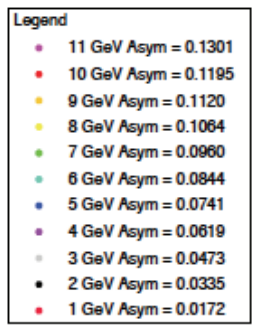 Legend
11 GeV Asym = 0.1301
10 GeV Asym = 0.1195
9 GeV Asym = 0.1120
8 GeV Asym = 0.1064
7 GeV Asym = 0.0960
6 GeV Asym = 0.0844
5 GeV Asym = 0.0741
4 GeV Asym = 0.0619
3 GeV Asym = 0.0473
2 GeV Asym = 0.0335
1 GeV Asym = 0.0172